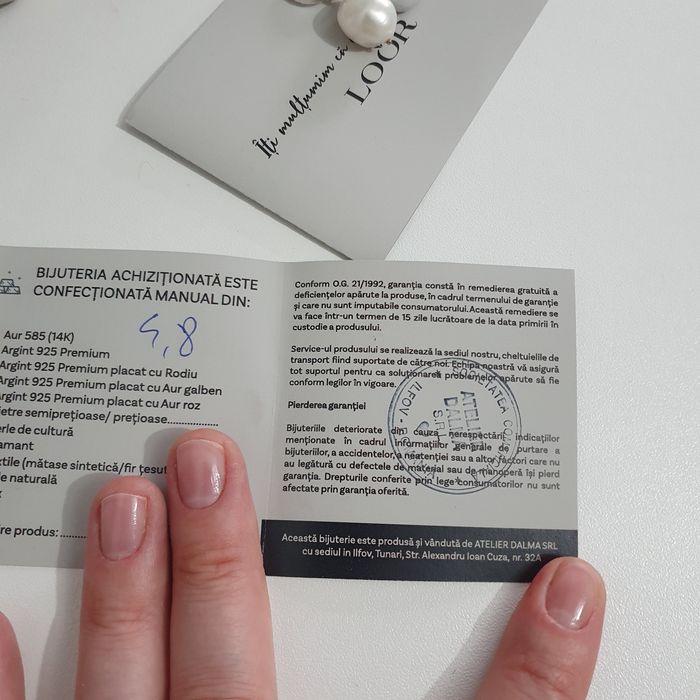 Îți mulțumim că
LOOR
BIJUTERIA ACHIZIȚIONATĂ ESTE
CONFECȚIONATĂ MANUAL DIN:
4,8
Aur 585 (14K)
Argint 925 Premium
Argint 925 Premium placat cu Rodiu
Argint 925 Premium placat cu Aur galben
Argint 925 Premium placat cu Aur roz
ietre semiprețioase/ prețioase....................
erle de cultură
amant
xtile (mătase sintetică/fir țesut
le naturală
re produs:........
Conform O.G. 21/1992, garanția constă în remedierea gratuită a
deficiențelor apărute la produse, în cadrul termenului de garanție
și care nu sunt imputabile consumatorului. Această remediere se
va face într-un termen de 15 zile lucrătoare de la data primirii în
custodie a produsului.
Service-ul produsului se realizează la sediul nostru, cheltuielile de
transport fiind suportate de către noi. Echipa noastră vă asigură
tot suportul pentru ca soluționarea problemelor apărute să fie
conform legilor în vigoare.
Pierderea garanției
Bijuteriile deteriorate din cauza nerespectării indicațiilor
menționate în cadrul informațiilor generale de purtare a
bijuteriilor, a accidentelor, a neatenției sau a altor factori care nu
au legătură cu defectele de material sau de manoperă își pierd
garanția. Drepturile conferite prin lege consumatorilor nu sunt
afectate prin garanția oferită.
SOCIETATEA
ILFOV
ATELIER
DALMA
S.R.L.
Această bijuterie este produsă și vândută de ATELIER DALMA SRL
cu sediul in Ilfov, Tunari, Str. Alexandru Ioan Cuza, nr. 32A